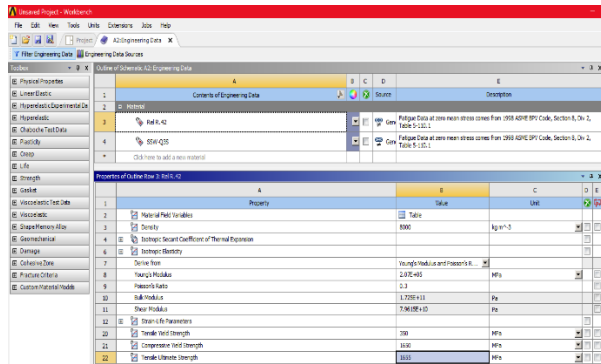 Unsaved Project - Workbench
File Edit View Tools Units Extensions Jobs Help
Project A2:Engineering Data X
Filter Engineering Data Engineering Data Sources
Toolbox
Physical Properties
Linear Elastic
Hyperelastic Experimental Da
Hyperelastic
Chaboche Test Data
Plasticity
Creep
Life
Strength
Gasket
Viscoelastic Test Data
Viscoelastic
Shape Memory Alloy
Geomechanical
Damage
Cohesive Zone
Fracture Criteria
Custom Material Models
Outline of Schematic A2: Engineering Data
A B C D E
1 Contents of Engineering Data Source Description
2 Material
3 Rel R.42 Gen Fatigue Data at zero mean stress comes from 1998 ASME BPV Code, Section 8, Div 2, Table 5-110.1
4 SSW-Q35 Gen Fatigue Data at zero mean stress comes from 1998 ASME BPV Code, Section 8, Div 2, Table 5-110.1
* Click here to add a new material
Properties of Outline Row 3: Rel R.42
A B C D E
1 Property Value Unit
2 Material Field Variables Table
3 Density 8000 kg m^-3
4 Isotropic Secant Coefficient of Thermal Expansion
6 Isotropic Elasticity
7 Derive from Young's Modulus and Poisson's R...
8 Young's Modulus 2.07E+05 MPa
9 Poisson's Ratio 0.3
10 Bulk Modulus 1.725E+11 Pa
11 Shear Modulus 7.9615E+10 Pa
12 Strain-Life Parameters
20 Tensile Yield Strength MPa
21 Compressive Yield Strength 1650 MPa
22 Tensile Ultimate Strength MPa